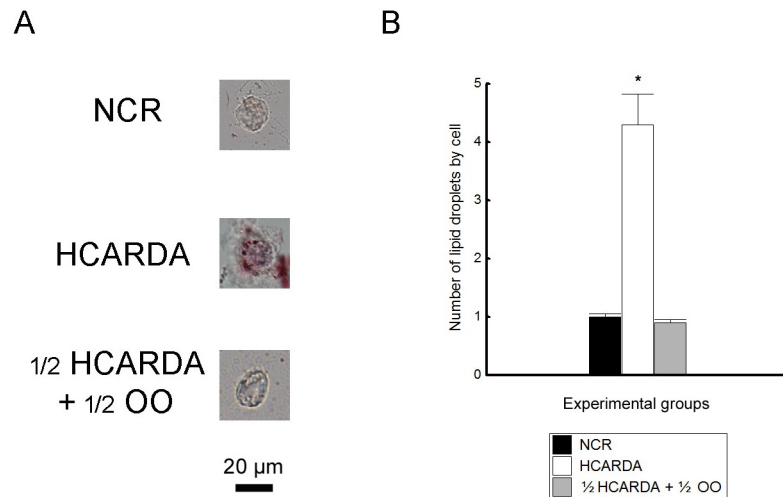 A
NCR
HCARDA
1/2 HCARDA
+ 1/2 OO
20 µm
B
Number of lipid droplets by cell
5
4
3
2
1
0
*
Experimental groups
NCR
HCARDA
½ HCARDA + ½ OO